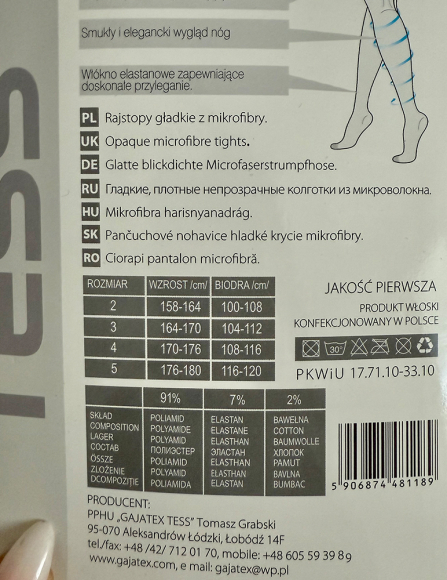 Smukły i elegancki wygląd nóg
Włókno elastanowe zapewniające
doskonałe przyleganie.
TESS
PL Rajstopy gładkie z mikrofibry.
UK Opaque microfibre tights.
DE Glatte blickdichte Microfaserstrumpfhose.
RU Гладкие, плотные непрозрачные колготки из микроволокна.
HU Mikrofibra harisnyanadrág.
SK Pančuchové nohavice hladké krycie mikrofibry.
RO Ciorapi pantalon microfibră.
ROZMIAR WZROST /cm/ BIODRA /cm/
2 158-164 100-108
3 164-170 104-112
4 170-176 108-116
5 176-180 116-120
JAKOŚĆ PIERWSZA
PRODUKT WŁOSKI
KONFEKCJONOWANY W POLSCE
30°
PKWiU 17.71.10-33.10
91% 7% 2%
SKŁAD POLIAMID ELASTAN BAWEŁNA
COMPOSITION POLYAMIDE ELASTANE COTTON
LAGER POLYAMID ELASTHAN BAUMWOLLE
СОСТАВ ПОЛИЭСТЕР ЭЛАСТАН ХЛОПОК
ÖSSZE POLYAMID ELASTHAN PAMUT
ZLOŽENIE POLYAMID ELASTAN BAVLNA
DCOMPOZIŢIE POLIAMIDA ELASTAN BUMBAC
5 906874 481189
PRODUCENT:
PPHU „GAJATEX TESS" Tomasz Grabski
95-070 Aleksandrów Łódzki, Łobódź 14F
tel./fax: +48 /42/ 712 01 70, mobile: +48 605 59 39 89
www.gajatex.com, e mail: gajatex@wp.pl